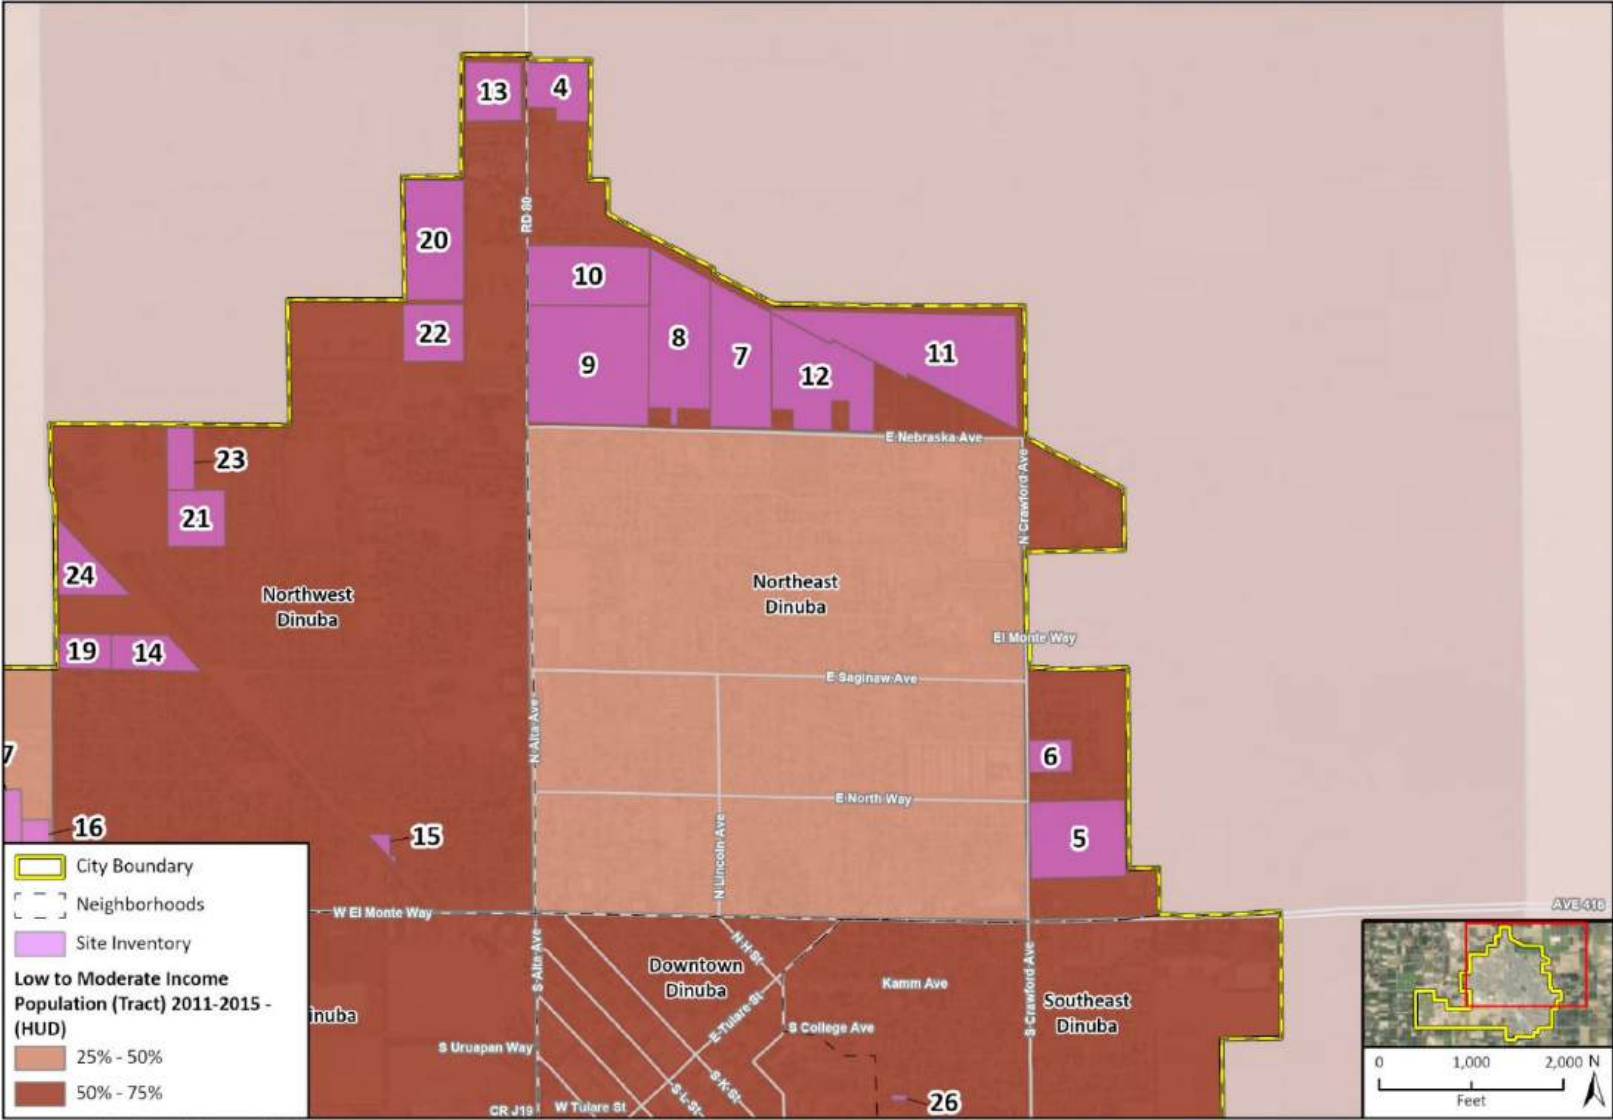 13
4
20
RD 80
10
22
8
11
7
9
12
E Nebraska Ave
23
N Crawford Ave
21
24
Northwest
Dinuba
Northeast
Dinuba
El Monte Way
19
14
E Saginaw Ave
N Alta Ave
7
6
E North Way
16
15
5
N Lincoln Ave
W El Monte Way
AVE 416
City Boundary
Neighborhoods
Site Inventory
Low to Moderate Income
Population (Tract) 2011-2015 -
(HUD)
25% - 50%
50% - 75%
inuba
S Alta Ave
N H St
Downtown
Dinuba
Kamm Ave
E Tulare St
S College Ave
S Crawford Ave
Southeast
Dinuba
S Uruapan Way
S K St
S L St
CR J19
W Tulare St
26
0
1,000
2,000
N
Feet